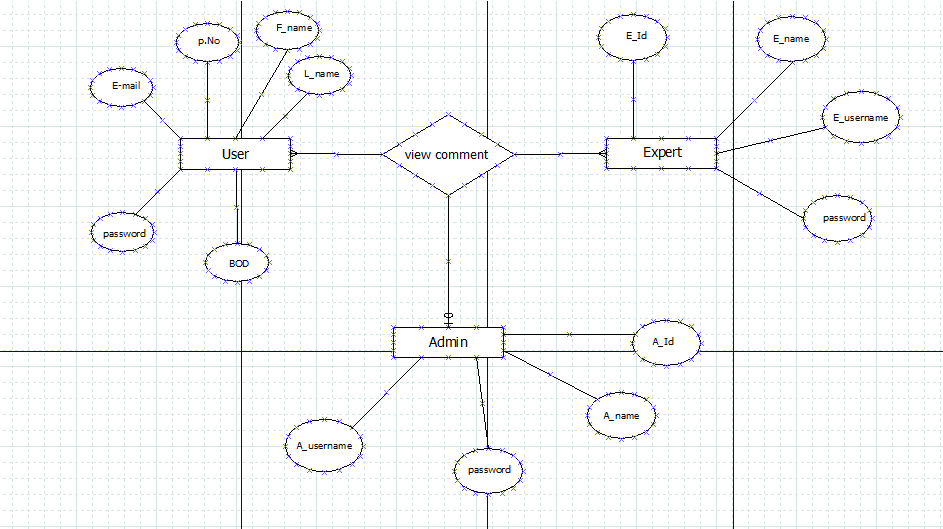 F_name
p.No
E_Id
E_name
L_name
E-mail
E_username
User
view comment
Expert
password
password
BOD
Admin
A_Id
A_name
A_username
password